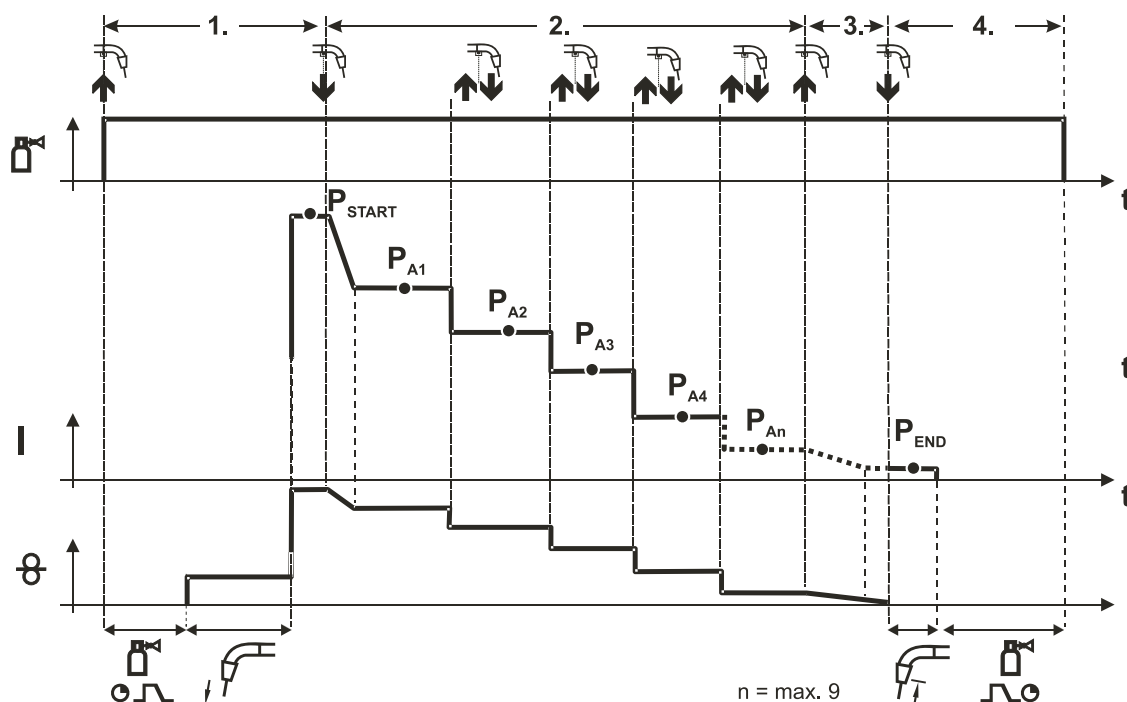 1. 2. 3. 4.
t
PSTART
PA1
PA2
PA3
t
PA4
PAn
PEND
I
t
n = max. 9